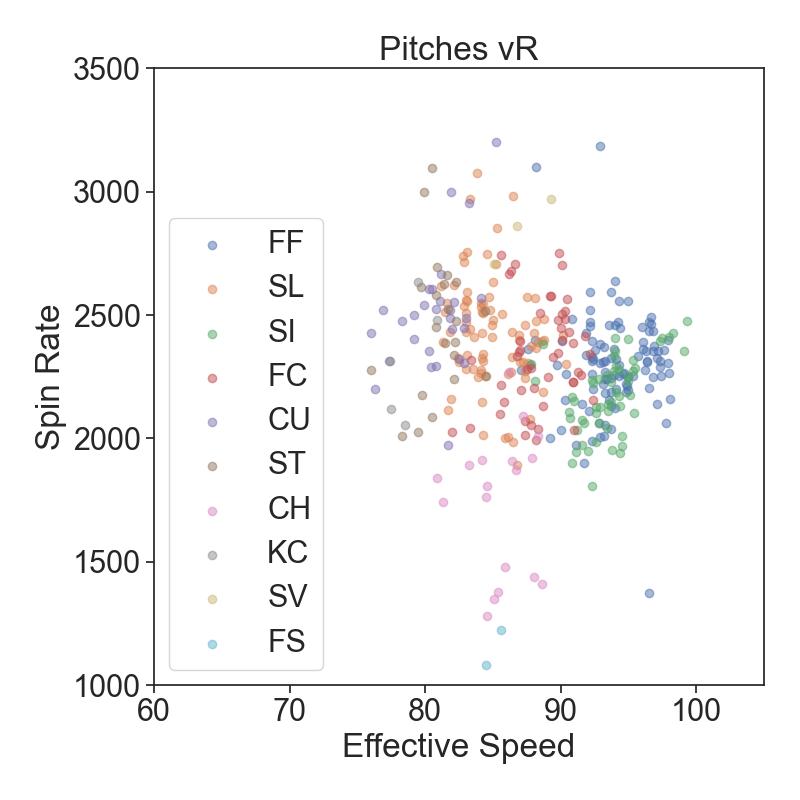 Pitches vR
3500
3000
2500
2000
1500
1000
Spin Rate
FF
SL
SI
FC
CU
ST
CH
KC
SV
FS
60 70 80 90 100
Effective Speed